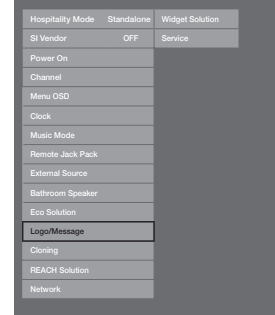 Hospitality Mode Standalone Widget Solution
SI Vendor OFF Service
Power On
Channel
Menu OSD
Clock
Music Mode
Remote Jack Pack
External Source
Bathroom Speaker
Eco Solution
Logo/Message
Cloning
REACH Solution
Network